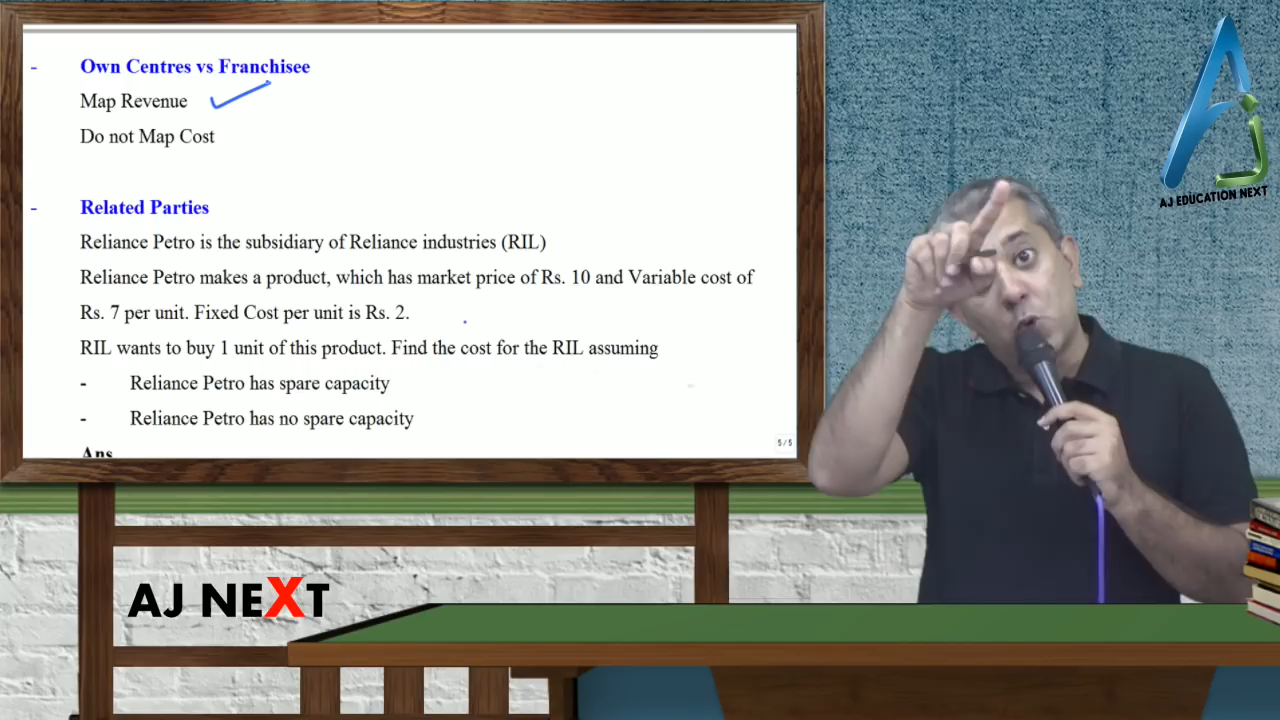 - Own Centres vs Franchisee
Map Revenue
Do not Map Cost
- Related Parties
Reliance Petro is the subsidiary of Reliance industries (RIL)
Reliance Petro makes a product, which has market price of Rs. 10 and Variable cost of
Rs. 7 per unit. Fixed Cost per unit is Rs. 2.
RIL wants to buy 1 unit of this product. Find the cost for the RIL assuming
- Reliance Petro has spare capacity
- Reliance Petro has no spare capacity
Ans
5/5
AJ EDUCATION NEXT
AJ NEXT